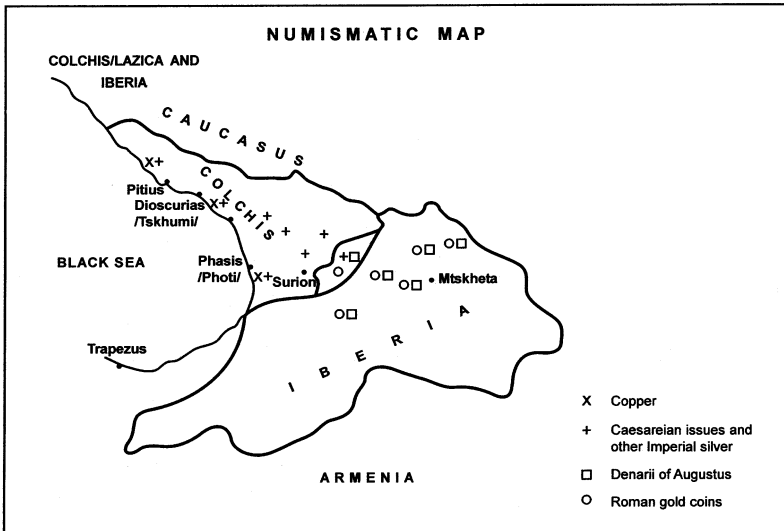 NUMISMATIC MAP
COLCHIS/LAZICA AND
IBERIA
CAUCASUS
COLCHIS
X+
Pitius
Dioscurias
X+
/Tskhumi/
+
+
+
+
+□
○
○□
○□
○□
○□
○□
BLACK SEA
Phasis
/Photi/
X+
Surion
Mtskheta
Trapezus
IBERIA
ARMENIA
X Copper
+ Caesareian issues and
other Imperial silver
□ Denarii of Augustus
○ Roman gold coins